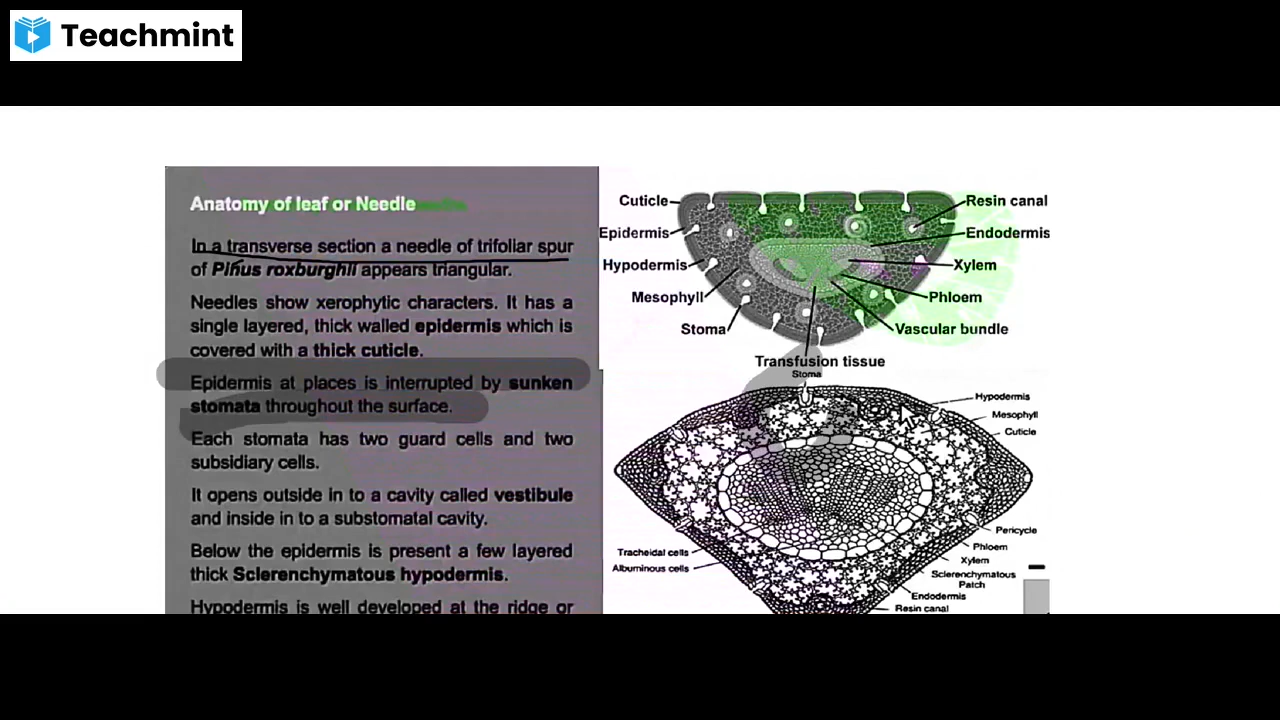 Teachmint
Anatomy of leaf or Needle
In a transverse section a needle of trifoliar spur
of Pinus roxburghii appears triangular.
Needles show xerophytic characters. It has a
single layered, thick walled epidermis which is
covered with a thick cuticle.
Epidermis at places is interrupted by sunken
stomata throughout the surface.
Each stomata has two guard cells and two
subsidiary cells.
It opens outside in to a cavity called vestibule
and inside in to a substomatal cavity.
Below the epidermis is present a few layered
thick Sclerenchymatous hypodermis.
Hypodermis is well developed at the ridge or
Cuticle
Epidermis
Hypodermis
Mesophyll
Stoma
Resin canal
Endodermis
Xylem
Phloem
Vascular bundle
Transfusion tissue
Stoma
Hypodermis
Mesophyll
Cuticle
Tracheidal cells
Albuminous cells
Pericycle
Phloem
Xylem
Sclerenchymatous
Patch
Endodermis
Resin canal